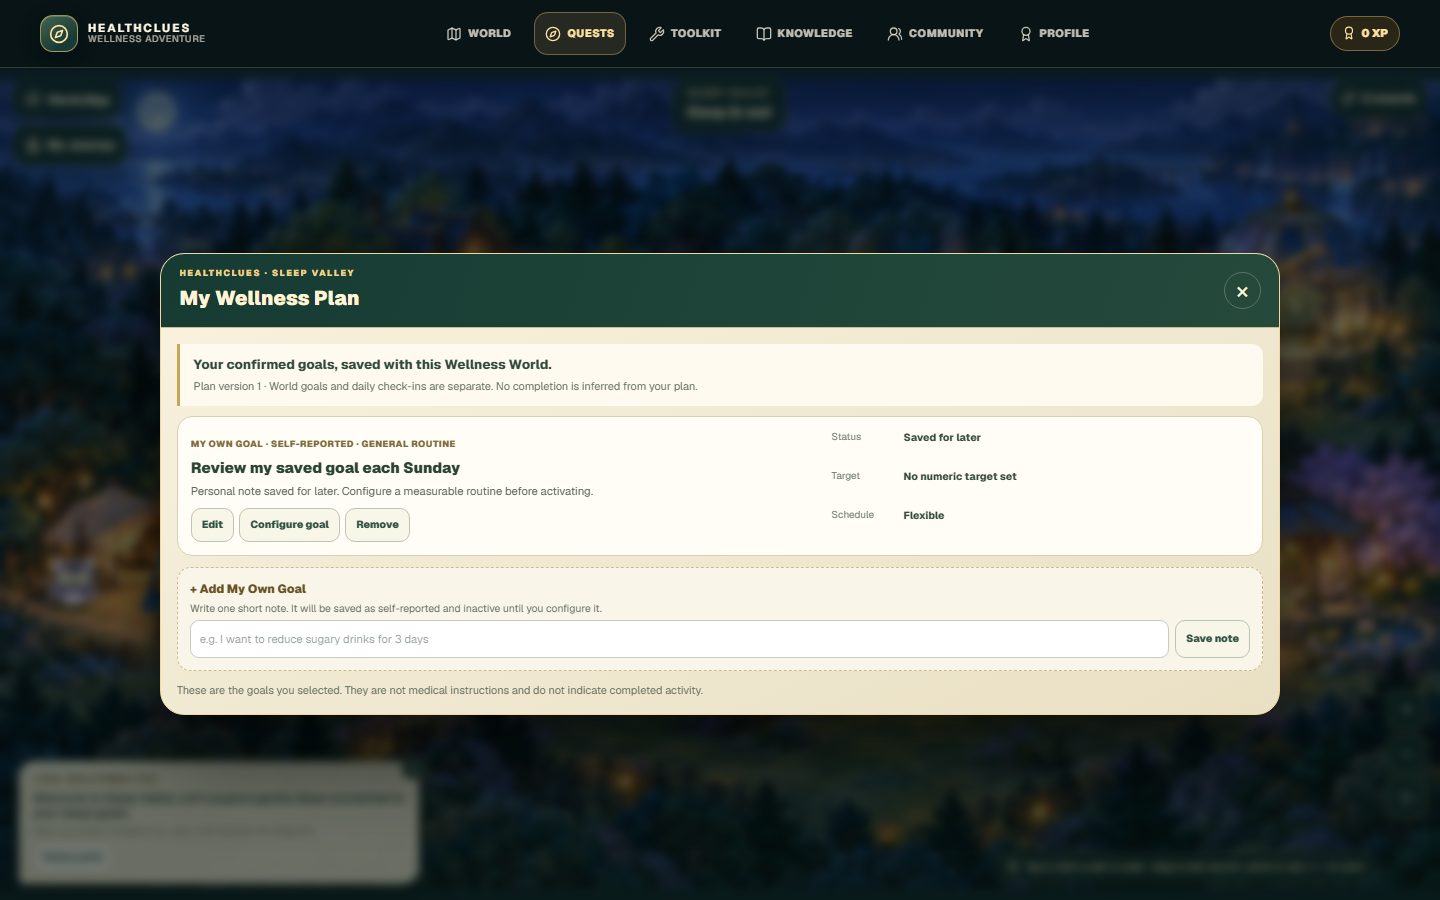 HEALTHCLUES
WELLNESS ADVENTURE
WORLD
QUESTS
TOOLKIT
KNOWLEDGE
COMMUNITY
PROFILE
0 XP
HEALTHCLUES · SLEEP VALLEY
My Wellness Plan
×
Your confirmed goals, saved with this Wellness World.
Plan version 1 · World goals and daily check-ins are separate. No completion is inferred from your plan.
MY OWN GOAL · SELF-REPORTED · GENERAL ROUTINE
Review my saved goal each Sunday
Personal note saved for later. Configure a measurable routine before activating.
Edit
Configure goal
Remove
Status
Saved for later
Target
No numeric target set
Schedule
Flexible
+ Add My Own Goal
Write one short note. It will be saved as self-reported and inactive until you configure it.
e.g. I want to reduce sugary drinks for 3 days
Save note
These are the goals you selected. They are not medical instructions and do not indicate completed activity.